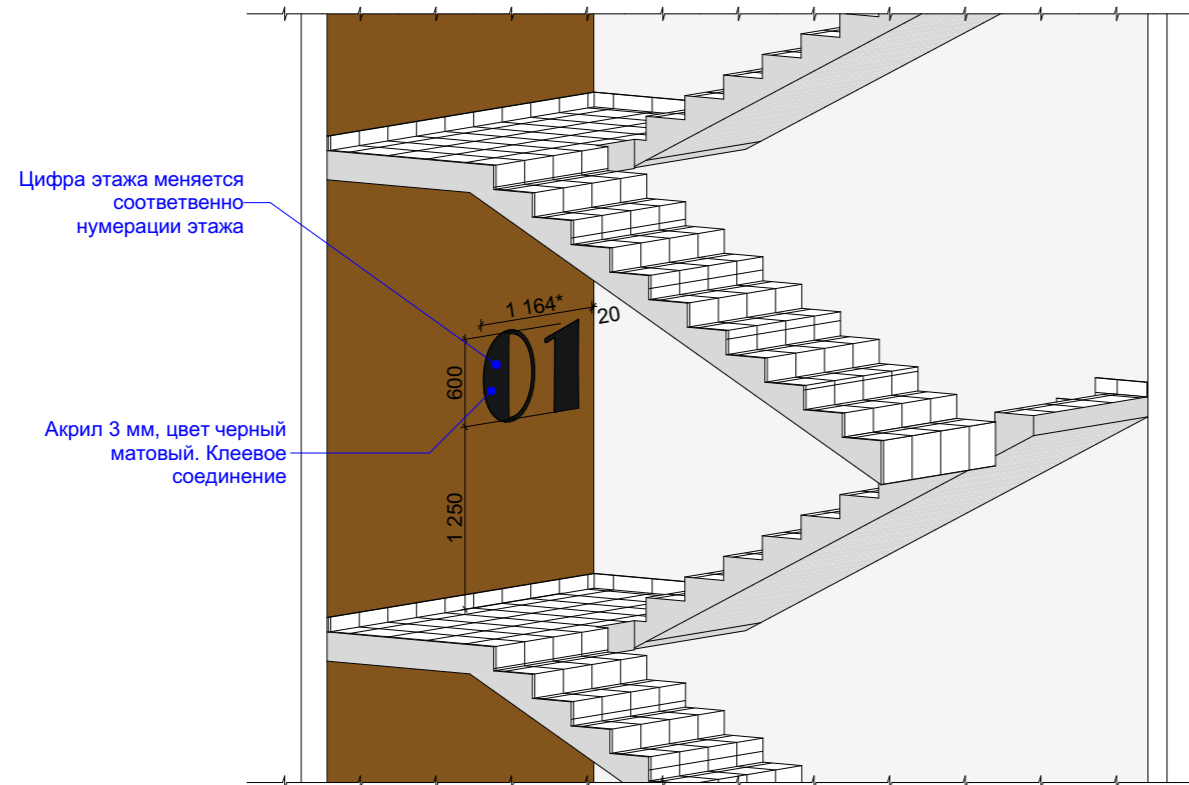 Цифра этажа меняется
соответвенно
нумерации этажа
1 164*
20
01
600
Акрил 3 мм, цвет черный
матовый. Клеевое
соединение
1 250